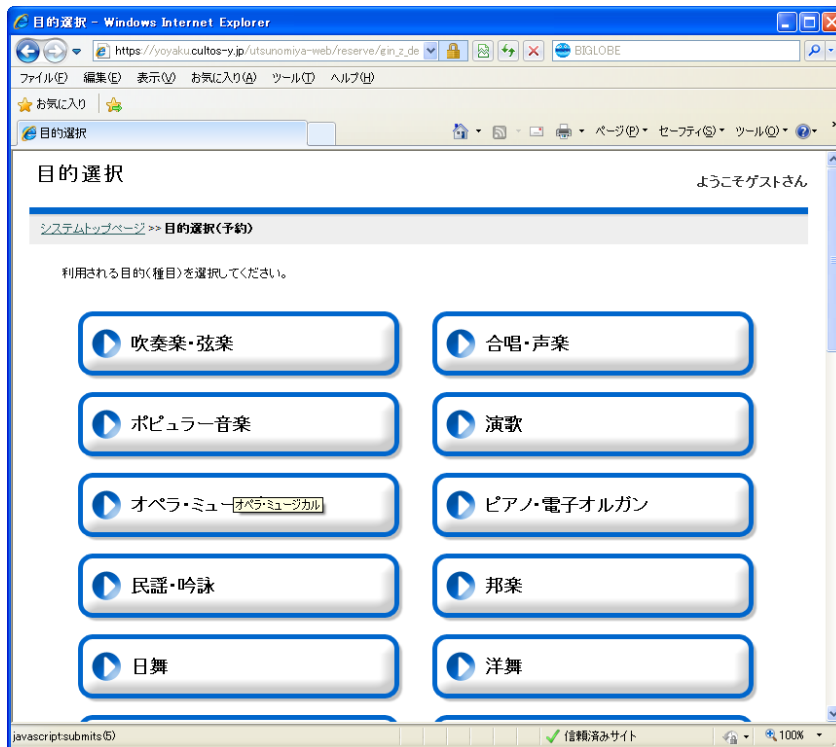 目的選択 - Windows Internet Explorer
https://yoyaku.cultos-y.jp/utsunomiya-web/reserve/gin_z_de
BIGLOBE
ファイル(F) 編集(E) 表示(V) お気に入り(A) ツール(T) ヘルプ(H)
お気に入り
目的選択
ページ(P) セーフティ(S) ツール(O)
目的選択
ようこそゲストさん
システムトップページ >> 目的選択(予約)
利用される目的(種目)を選択してください。
吹奏楽・弦楽 合唱・声楽
ポピュラー音楽 演歌
オペラ・ミュー オペラ・ミュージカル ピアノ・電子オルガン
民謡・吟詠 邦楽
日舞 洋舞
javascript:submits(5) 信頼済みサイト 100%